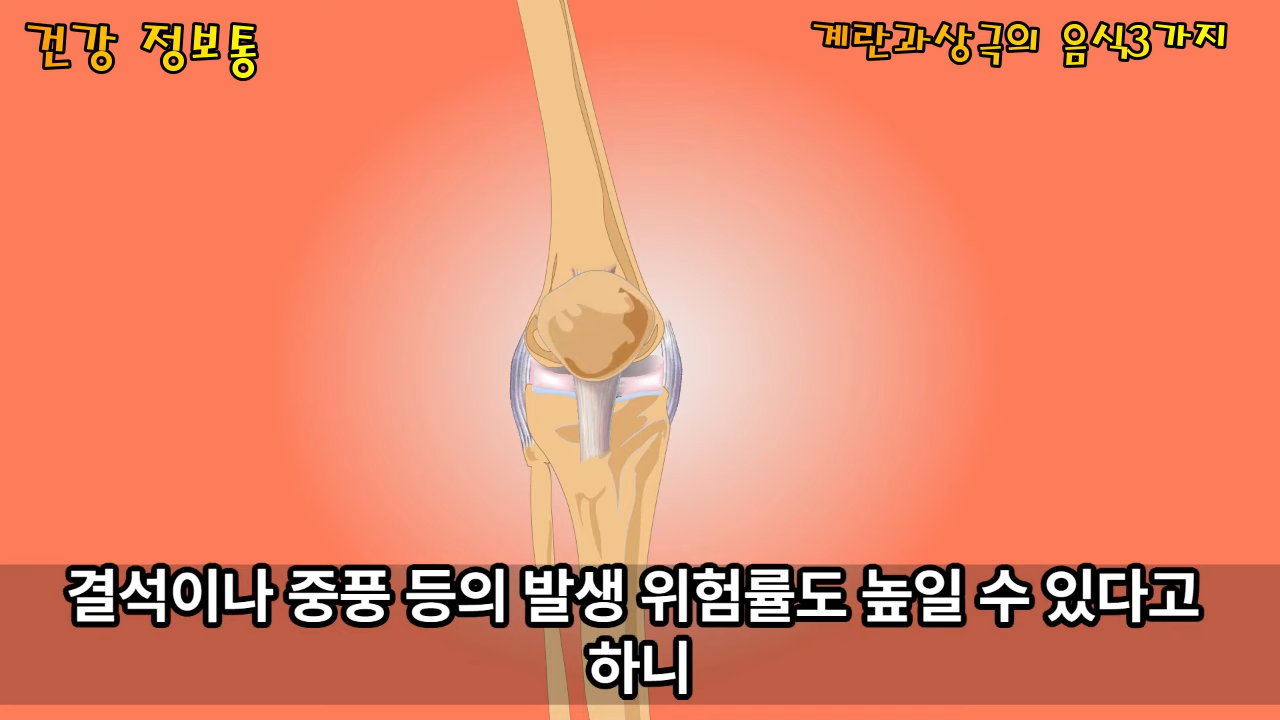 건강 정보통
계란과상극의 음식3가지
결석이나 중풍 등의 발생 위험률도 높일 수 있다고
하니